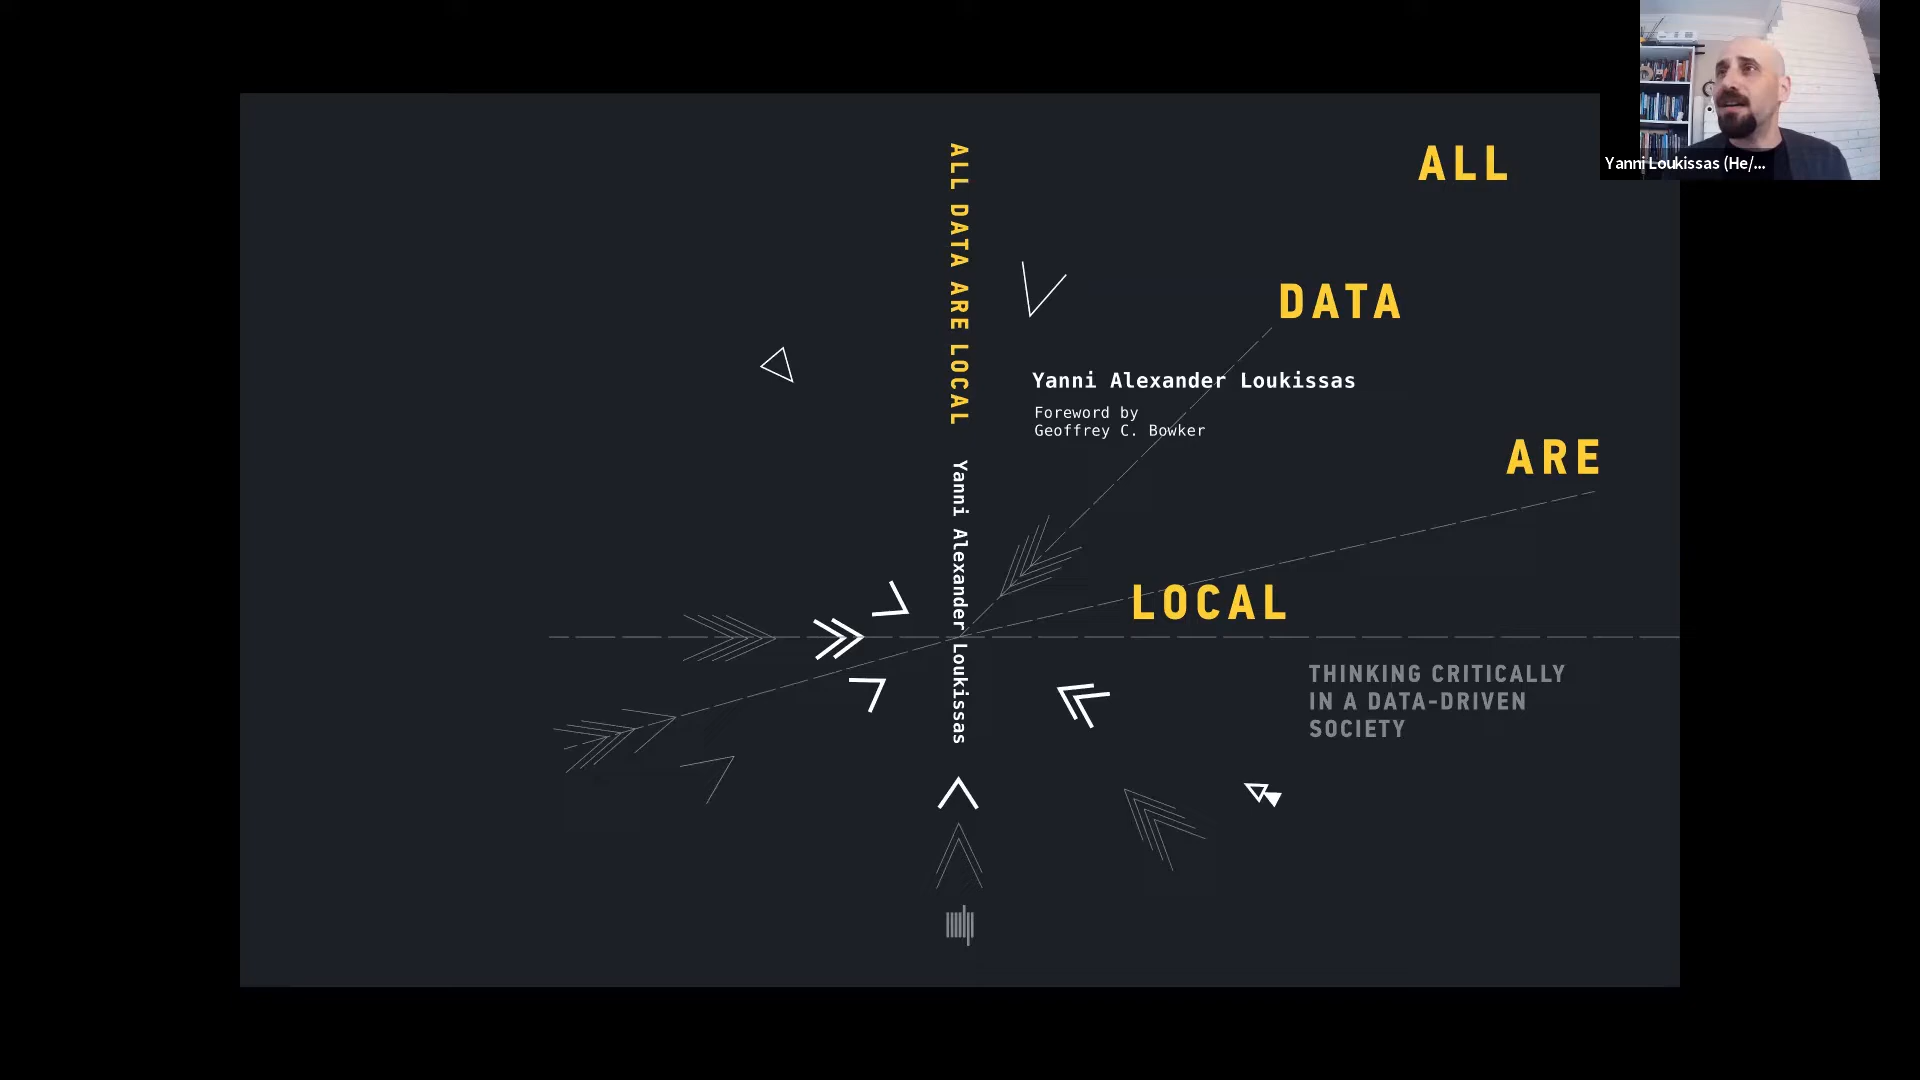 ALL DATA ARE LOCAL Yanni Alexander Loukissas
ALL
DATA
Yanni Alexander Loukissas
Foreword by
Geoffrey C. Bowker
ARE
LOCAL
THINKING CRITICALLY
IN A DATA-DRIVEN
SOCIETY
Yanni Loukissas (He/...